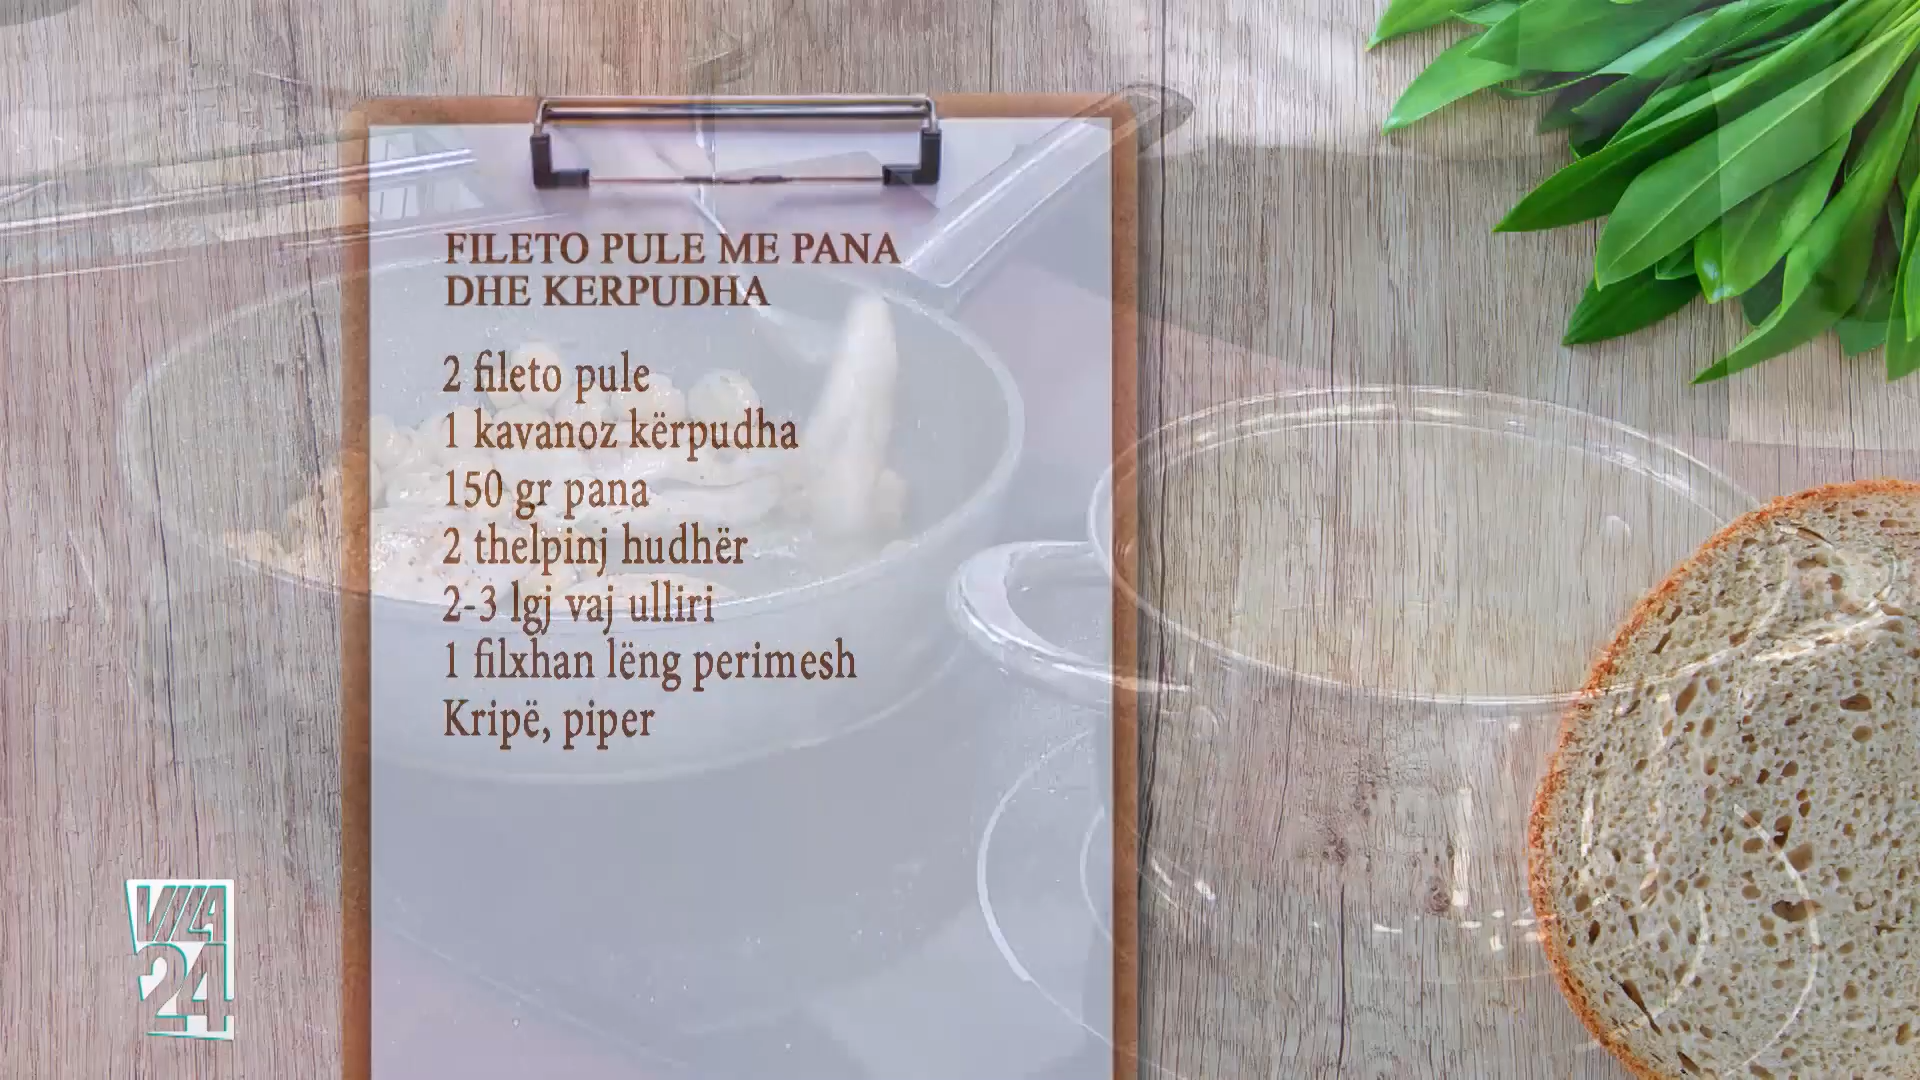 FILETO PULE ME PANA
DHE KERPUDHA
2 fileto pule
1 kavanoz kërpudha
150 gr pana
2 thelpinj hudhër
2-3 lgj vaj ulliri
1 filxhan lëng perimesh
Kripë, piper
VILA
24